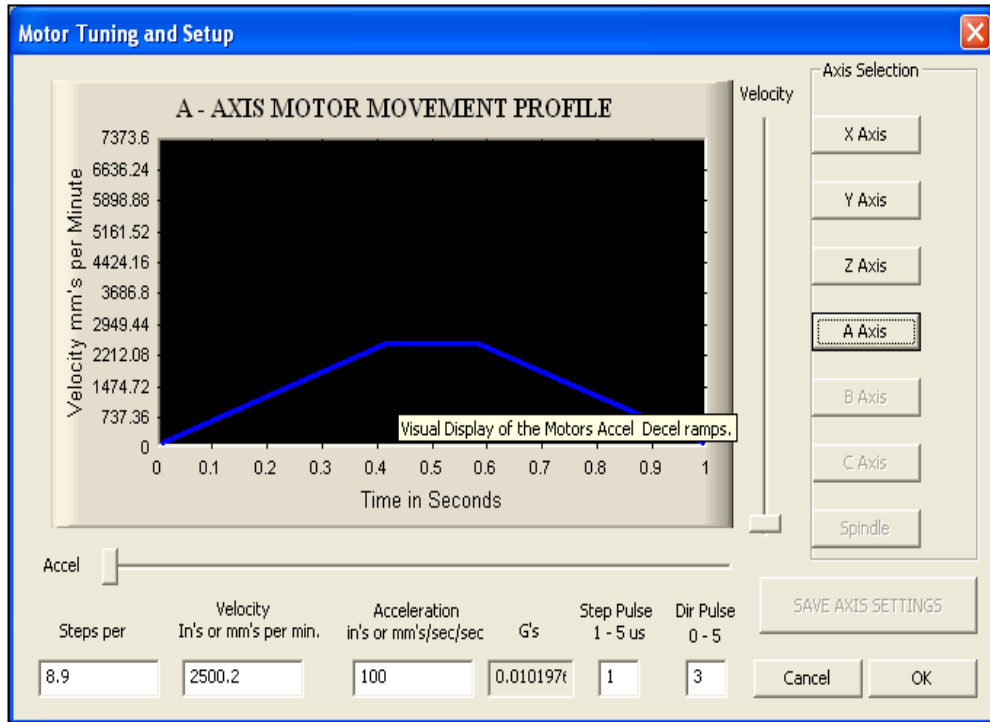 Motor Tuning and Setup
A - AXIS MOTOR MOVEMENT PROFILE
Velocity mm's per Minute
7373.6
6636.24
5898.88
5161.52
4424.16
3686.8
2949.44
2212.08
1474.72
737.36
0
0 0.1 0.2 0.3 0.4 0.5 0.6 0.7 0.8 0.9 1
Time in Seconds
Visual Display of the Motors Accel Decel ramps.
Velocity
Axis Selection
X Axis
Y Axis
Z Axis
A Axis
B Axis
C Axis
Spindle
Accel
Steps per
8.9
Velocity
In's or mm's per min.
2500.2
Acceleration
in's or mm's/sec/sec
100
G's
0.010197
Step Pulse
1 - 5 us
1
Dir Pulse
0 - 5
3
SAVE AXIS SETTINGS
Cancel
OK